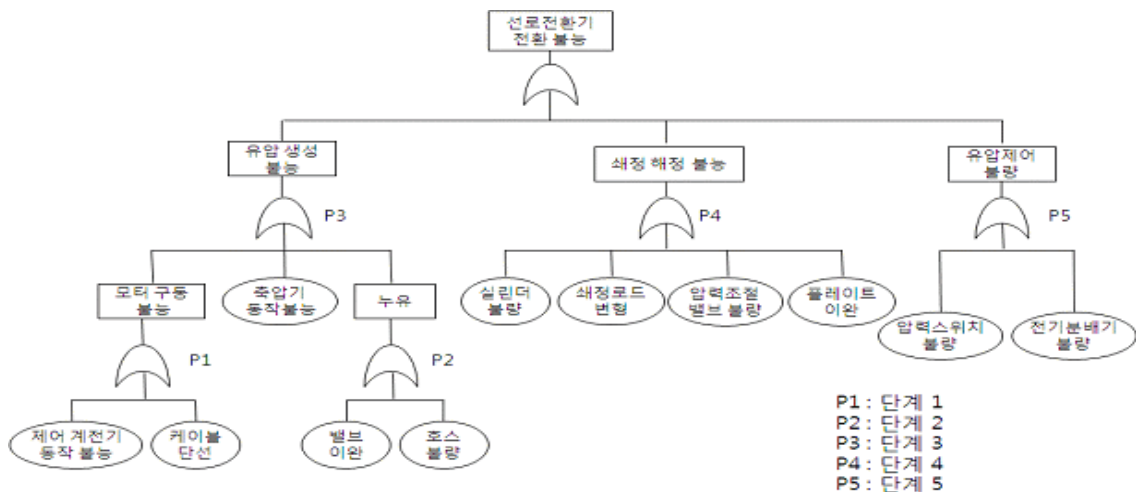 선로전환기
전환 불능
유압 생성
불능
쇄정 해정 불능
유압제어
불량
P3
P4
P5
모터 구동
불능
축압기
동작불능
누유
실린더
불량
쇄정로드
변형
압력조절
밸브 불량
플레이트
이완
압력스위치
불량
전기분배기
불량
P1
P2
제어 계전기
동작 불능
케이블
단선
밸브
이완
호스
불량
P1 : 단계 1
P2 : 단계 2
P3 : 단계 3
P4 : 단계 4
P5 : 단계 5